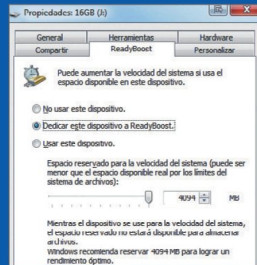 Propiedades: 16GB (J:)
General Herramientas Hardware
Compartir ReadyBoost Personalizar
Puede aumentar la velocidad del sistema si usa el
espacio disponible en este dispositivo.
No usar este dispositivo.
Dedicar este dispositivo a ReadyBoost.
Usar este dispositivo.
Espacio reservado para la velocidad del sistema (puede ser
menor que el espacio disponible real por los límites del
sistema de archivos):
4094 MB
Mientras el dispositivo se use para la velocidad del sistema,
el espacio reservado no estará disponible para almacenar
archivos.
Windows recomienda reservar 4094 MB para lograr un
rendimiento óptimo.